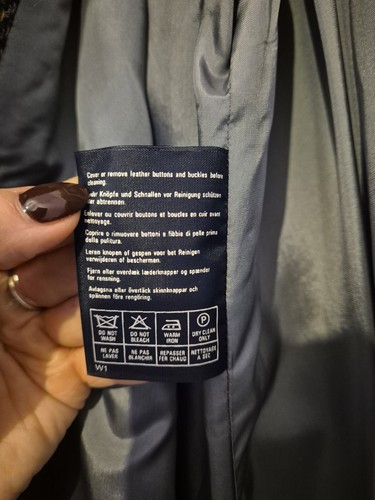 Cover or remove leather buttons and buckles before
cleaning.
Knöpfe und Schnallen vor Reinigung schützen
abtrennen.
Enlever ou couvrir boutons et boucles en cuir avant
nettoyage.
Coprire o rimuovere bottoni e fibbie di pelle prima
della pulitura.
Leren knopen of gespen voor het Reinigen
verwijderen of beschermen.
Fjern eller overdæk læderknapper og spænder
for rensning.
Avlagsna eller övertäck skinnknappar och
spännen före rengöring.
DO NOT WASH
DO NOT BLEACH
WARM IRON
P
DRY CLEAN ONLY
NE PAS LAVER
NE PAS BLANCHIR
REPASSER FER CHAUD
NETTOYAGE A SEC
W1